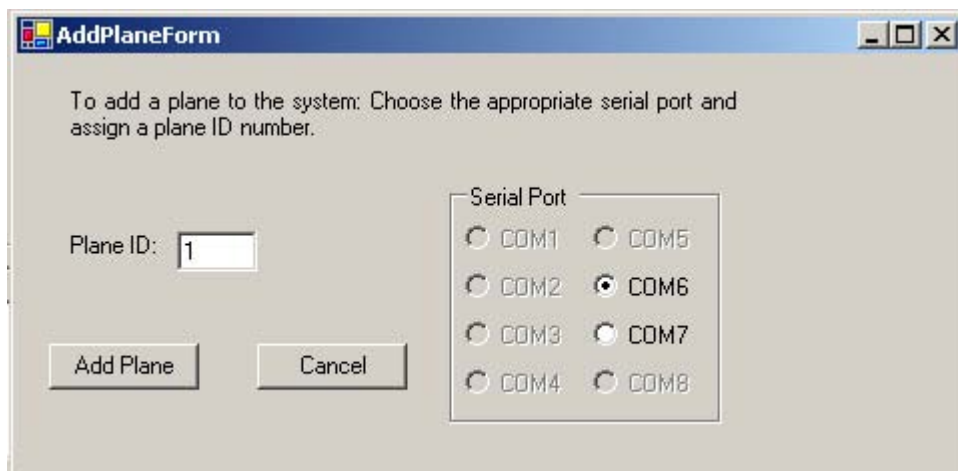 AddPlaneForm
To add a plane to the system: Choose the appropriate serial port and
assign a plane ID number.
Serial Port
Plane ID: 1
COM1 COM5
COM2 COM6
COM3 COM7
COM4 COM8
Add Plane Cancel